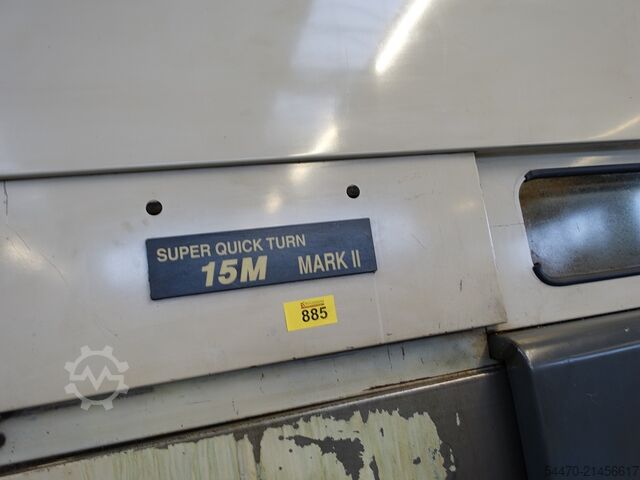 SUPER QUICK TURN
15M MARK II
885
54470-21456617